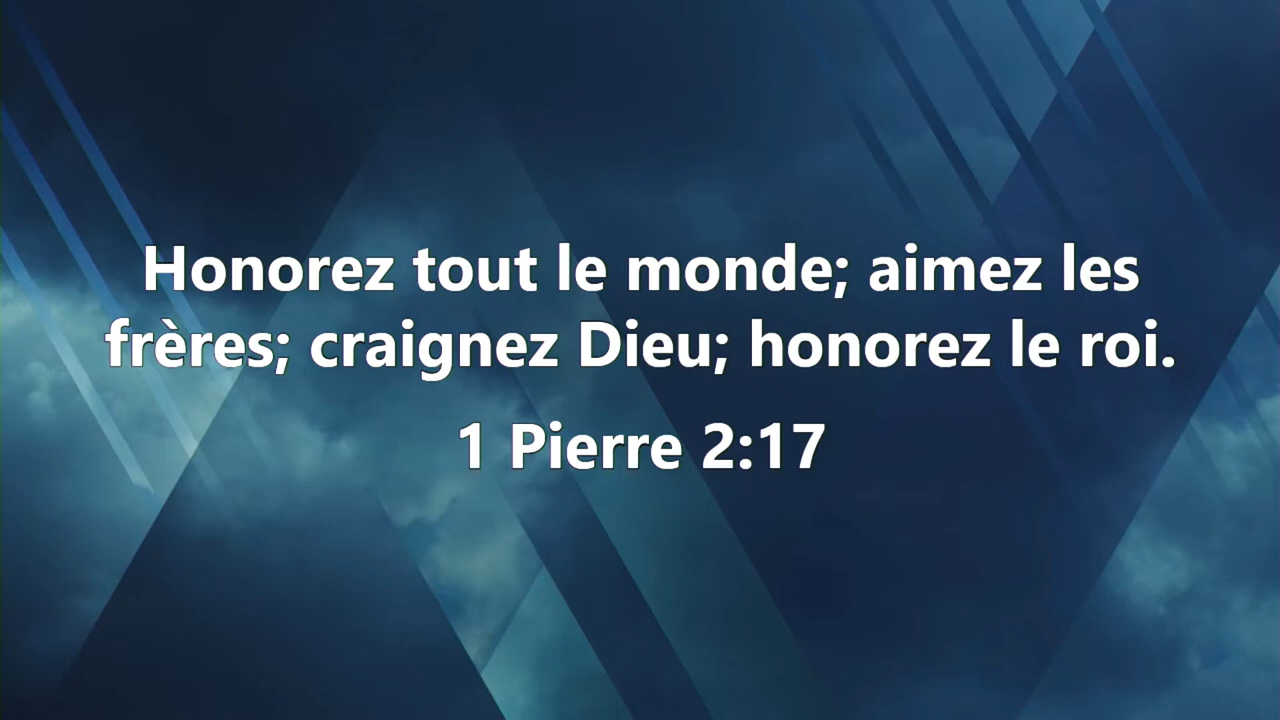 Honorez tout le monde; aimez les
frères; craignez Dieu; honorez le roi.
1 Pierre 2:17